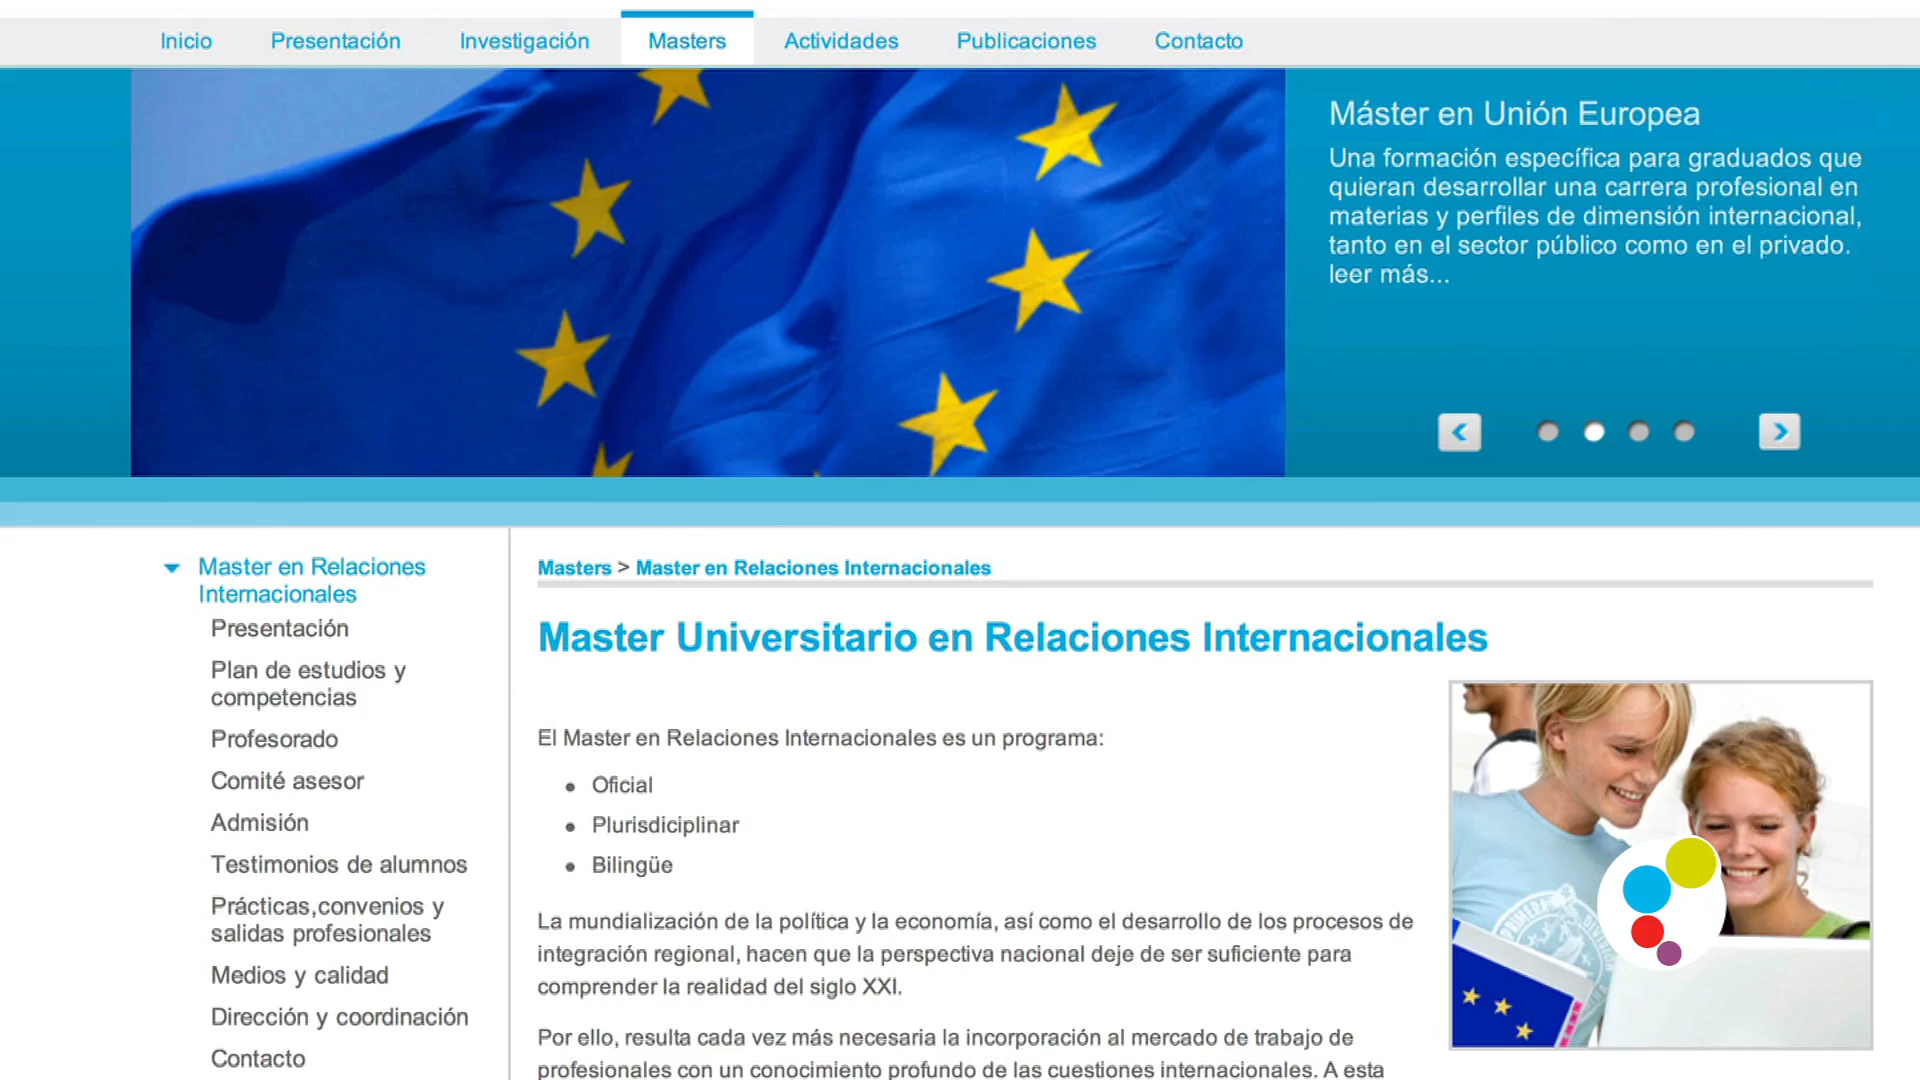 Inicio
Presentación
Investigación
Masters
Actividades
Publicaciones
Contacto
Máster en Unión Europea
Una formación específica para graduados que
quieran desarrollar una carrera profesional en
materias y perfiles de dimensión internacional,
tanto en el sector público como en el privado.
leer más...
Master en Relaciones
Internacionales
Presentación
Plan de estudios y
competencias
Profesorado
Comité asesor
Admisión
Testimonios de alumnos
Prácticas,convenios y
salidas profesionales
Medios y calidad
Dirección y coordinación
Contacto
Masters > Master en Relaciones Internacionales
Master Universitario en Relaciones Internacionales
El Master en Relaciones Internacionales es un programa:
Oficial
Plurisdiciplinar
Bilingüe
La mundialización de la política y la economía, así como el desarrollo de los procesos de
integración regional, hacen que la perspectiva nacional deje de ser suficiente para
comprender la realidad del siglo XXI.
Por ello, resulta cada vez más necesaria la incorporación al mercado de trabajo de
profesionales con un conocimiento profundo de las cuestiones internacionales. A esta